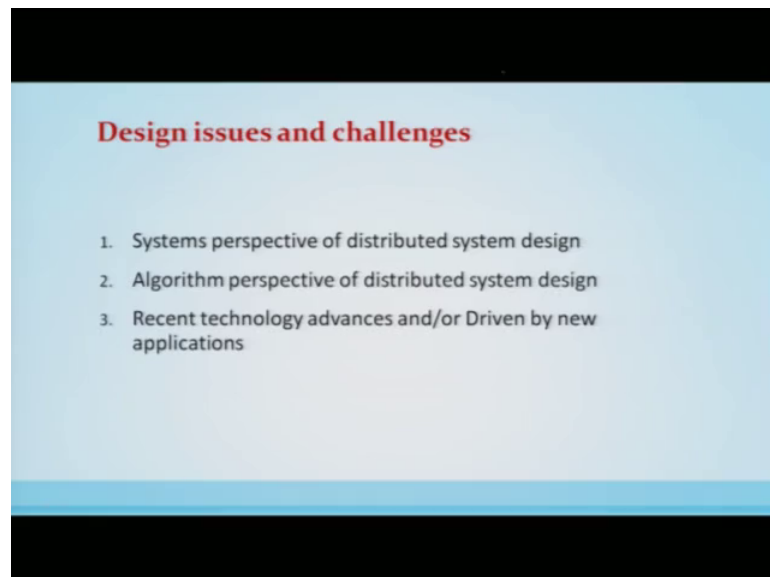 Design issues and challenges
1. Systems perspective of distributed system design
2. Algorithm perspective of distributed system design
3. Recent technology advances and/or Driven by new
applications